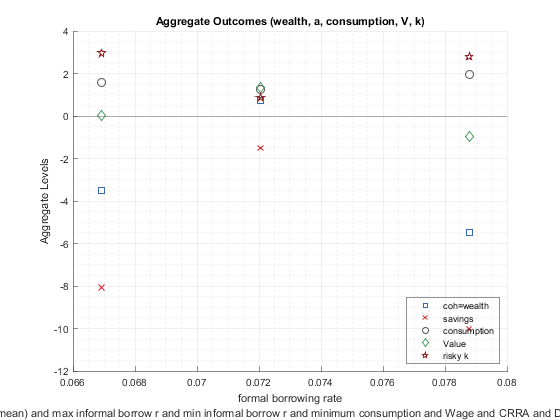 Aggregate Outcomes (wealth, a, consumption, V, k)
4
2
0
-2
-4
-6
-8
-10
-12
Aggregate Levels
coh=wealth
savings
consumption
Value
risky k
0.066
0.068
0.07
0.072
0.074
0.076
0.078
0.08
formal borrowing rate
mean) and max informal borrow r and min informal borrow r and minimum consumption and Wage and CRRA and